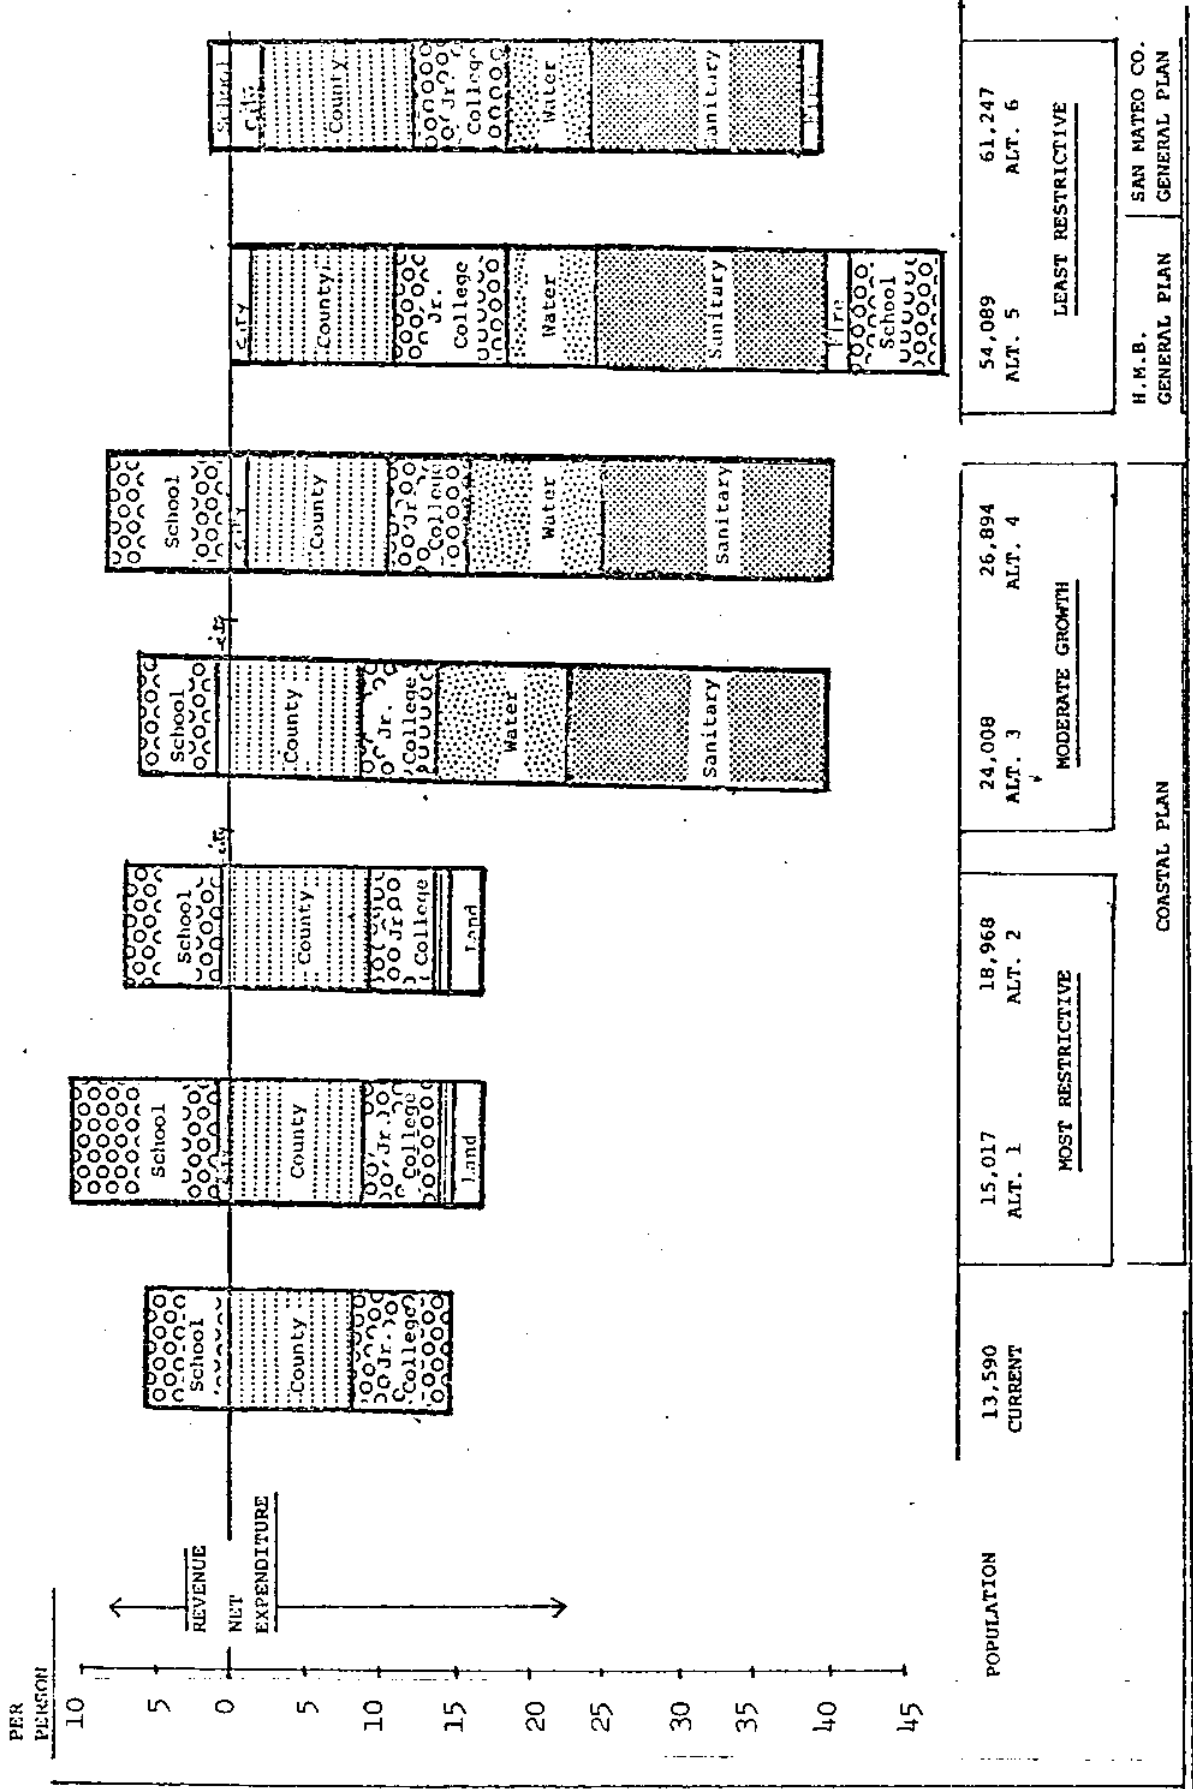 PER
PERSON
10
5
0
5
10
15
20
25
30
35
40
45
REVENUE
NET
EXPENDITURE
School
County
Jr.
College
School
County
Jr.
College
Land
School
County
Jr.
College
Land
City
School
County
Jr.
College
Water
Sanitary
City
School
City
County
Jr.
College
Water
Sanitary
City
County
Jr.
College
Water
Sanitary
Fire
School
School
City
County
Jr.
College
Water
Sanitary
POPULATION
13,590
CURRENT
15,017
ALT. 1
18,968
ALT. 2
MOST RESTRICTIVE
24,008
ALT. 3
26,894
ALT. 4
MODERATE GROWTH
54,089
ALT. 5
61,247
ALT. 6
LEAST RESTRICTIVE
COASTAL PLAN
H.M.B.
GENERAL PLAN
SAN MATEO CO.
GENERAL PLAN